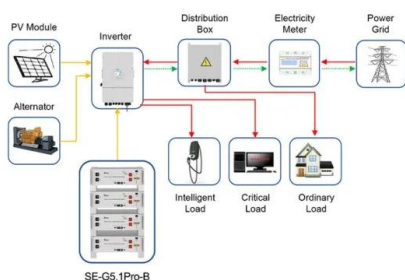 PV Module
Inverter
Distribution
Box
Electricity
Meter
Power
Grid
Alternator
Intelligent
Load
Critical
Load
Ordinary
Load
SE-G5.1Pro-B